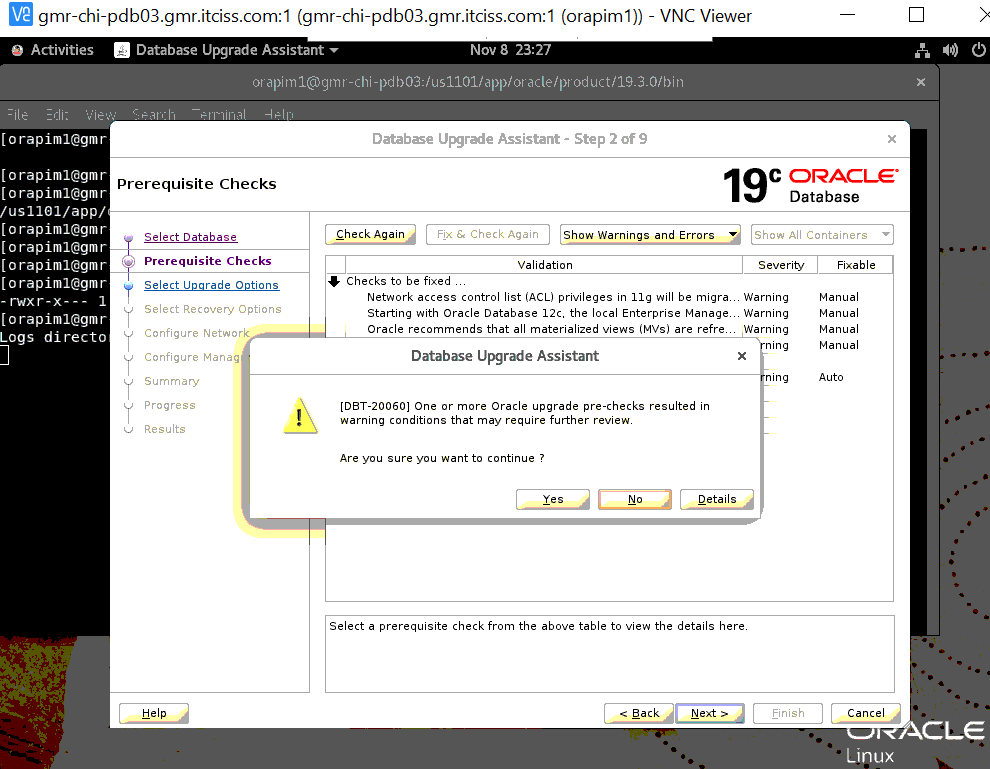 gmr-chi-pdb03.gmr.itciss.com:1 (gmr-chi-pdb03.gmr.itciss.com:1 (orapim1)) - VNC Viewer
Activities Database Upgrade Assistant Nov 8 23:27
orapim1@gmr-chi-pdb03:/us1101/app/oracle/product/19.3.0/bin
File Edit View Search Terminal Help
[orapim1@gmr
[orapim1@gmr
[orapim1@gmr
/us1101/app/
[orapim1@gmr
[orapim1@gmr
[orapim1@gmr
[orapim1@gmr
-rwxr-x--- 1
[orapim1@gmr
Logs director
Database Upgrade Assistant - Step 2 of 9
Prerequisite Checks
19c ORACLE
Database
Select Database
Prerequisite Checks
Select Upgrade Options
Select Recovery Options
Configure Network
Configure Manag
Summary
Progress
Results
Check Again Fix & Check Again Show Warnings and Errors Show All Containers
Validation Severity Fixable
Checks to be fixed ...
Network access control list (ACL) privileges in 11g will be migra... Warning Manual
Starting with Oracle Database 12c, the local Enterprise Manage... Warning Manual
Oracle recommends that all materialized views (MVs) are refre... Warning Manual
rning Manual
rning Auto
Database Upgrade Assistant
[DBT-20060] One or more Oracle upgrade pre-checks resulted in
warning conditions that may require further review.
Are you sure you want to continue ?
Yes No Details
Select a prerequisite check from the above table to view the details here.
Help < Back Next > Finish Cancel
ORACLE
Linux